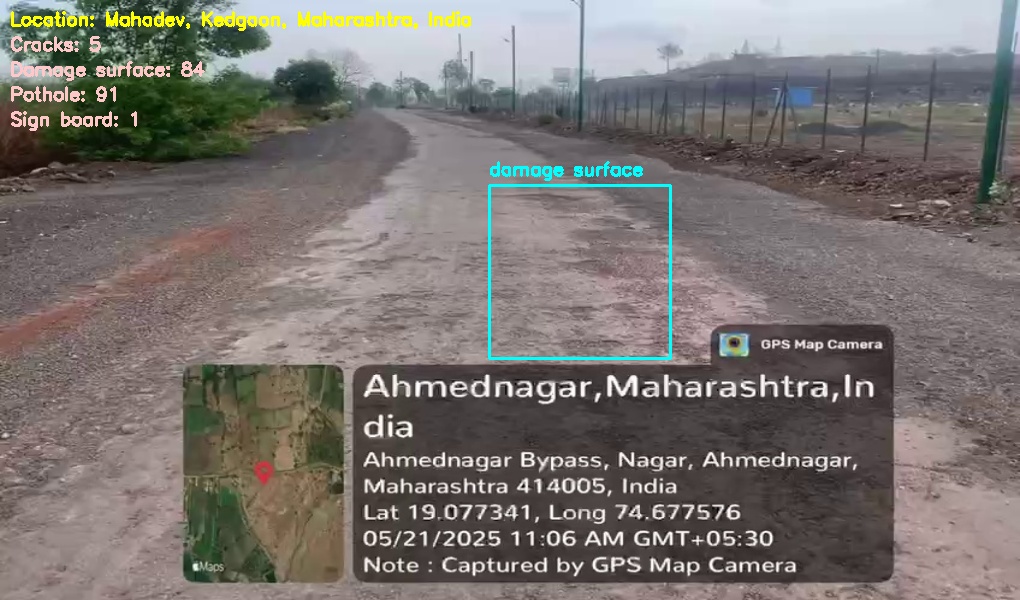 Location: Mahadev, Kedgaon, Maharashtra, India
Cracks: 5
Damage surface: 84
Pothole: 91
Sign board: 1
damage surface
GPS Map Camera
Ahmednagar,Maharashtra,In
dia
Ahmednagar Bypass, Nagar, Ahmednagar,
Maharashtra 414005, India
Lat 19.077341, Long 74.677576
05/21/2025 11:06 AM GMT+05:30
Note : Captured by GPS Map Camera
Maps